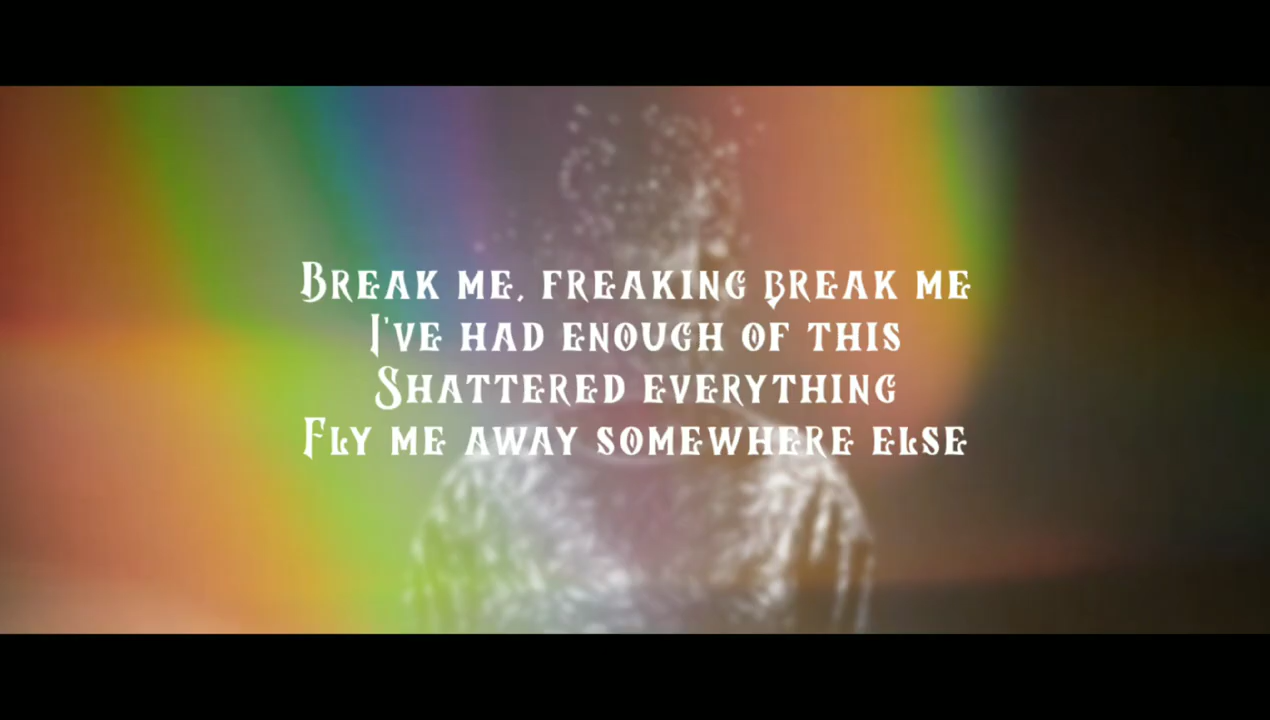 Break me, freaking break me
I've had enough of this
Shattered everything
Fly me away somewhere else